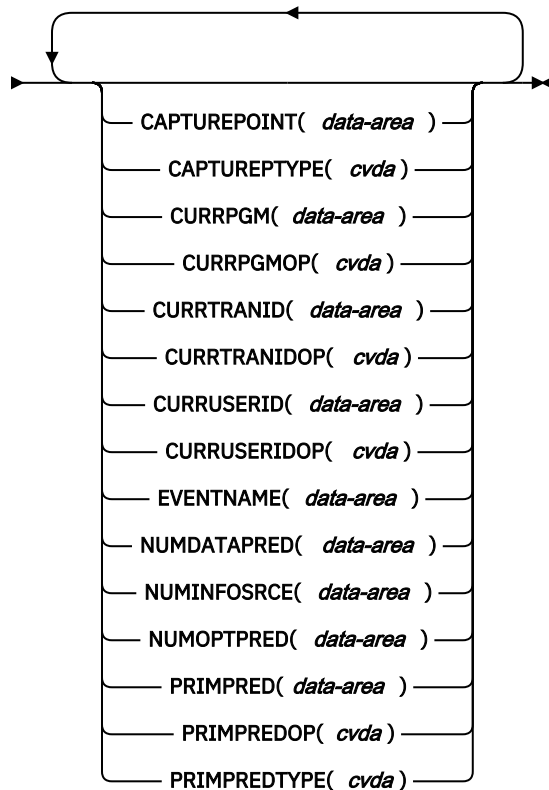 CAPTUREPOINT( data-area )
CAPTUREPTYPE( cvda )
CURRPGM( data-area )
CURRPGMOP( cvda )
CURRTRANID( data-area )
CURRTRANIDOP( cvda )
CURRUSERID( data-area )
CURRUSERIDOP( cvda )
EVENTNAME( data-area )
NUMDATAPRED( data-area )
NUMINFOSRCE( data-area )
NUMOPTPRED( data-area )
PRIMPRED( data-area )
PRIMPREDOP( cvda )
PRIMPREDTYPE( cvda )